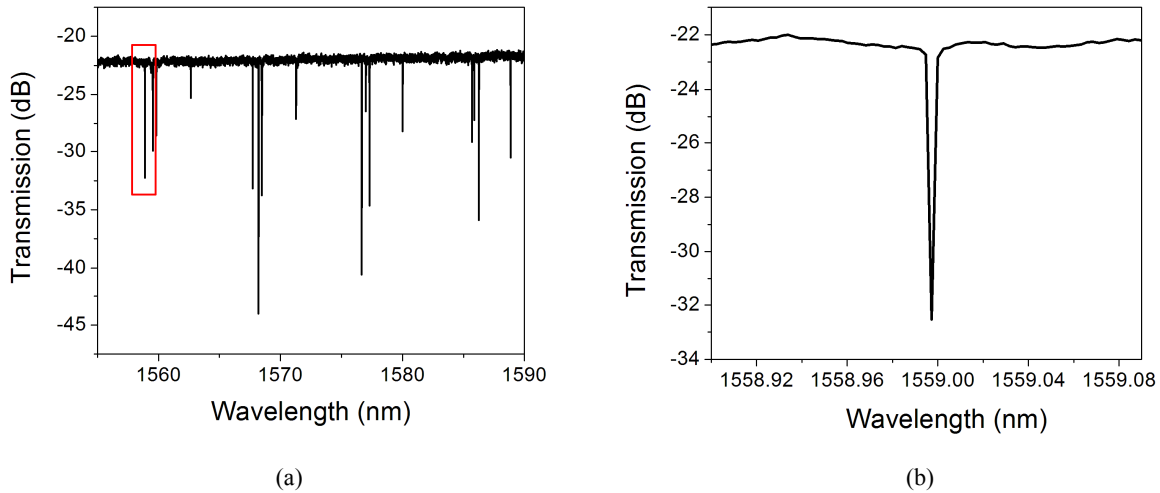 -20
-25
-30
-35
-40
-45
Transmission (dB)
1560 1570 1580 1590
Wavelength (nm)
(a)
-22
-24
-26
-28
-30
-32
-34
Transmission (dB)
1558.92 1558.96 1559.00 1559.04 1559.08
Wavelength (nm)
(b)